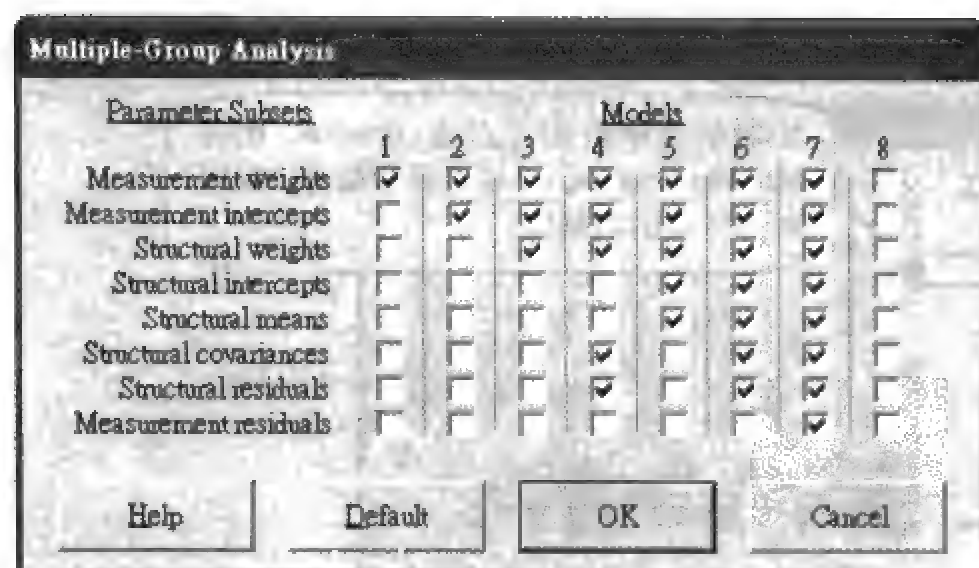 Multiple-Group Analysis
Parameter Subsets Models
1 2 3 4 5 6 7 8
Measurement weights
Measurement intercepts
Structural weights
Structural intercepts
Structural means
Structural covariances
Structural residuals
Measurement residuals
Help Default OK Cancel